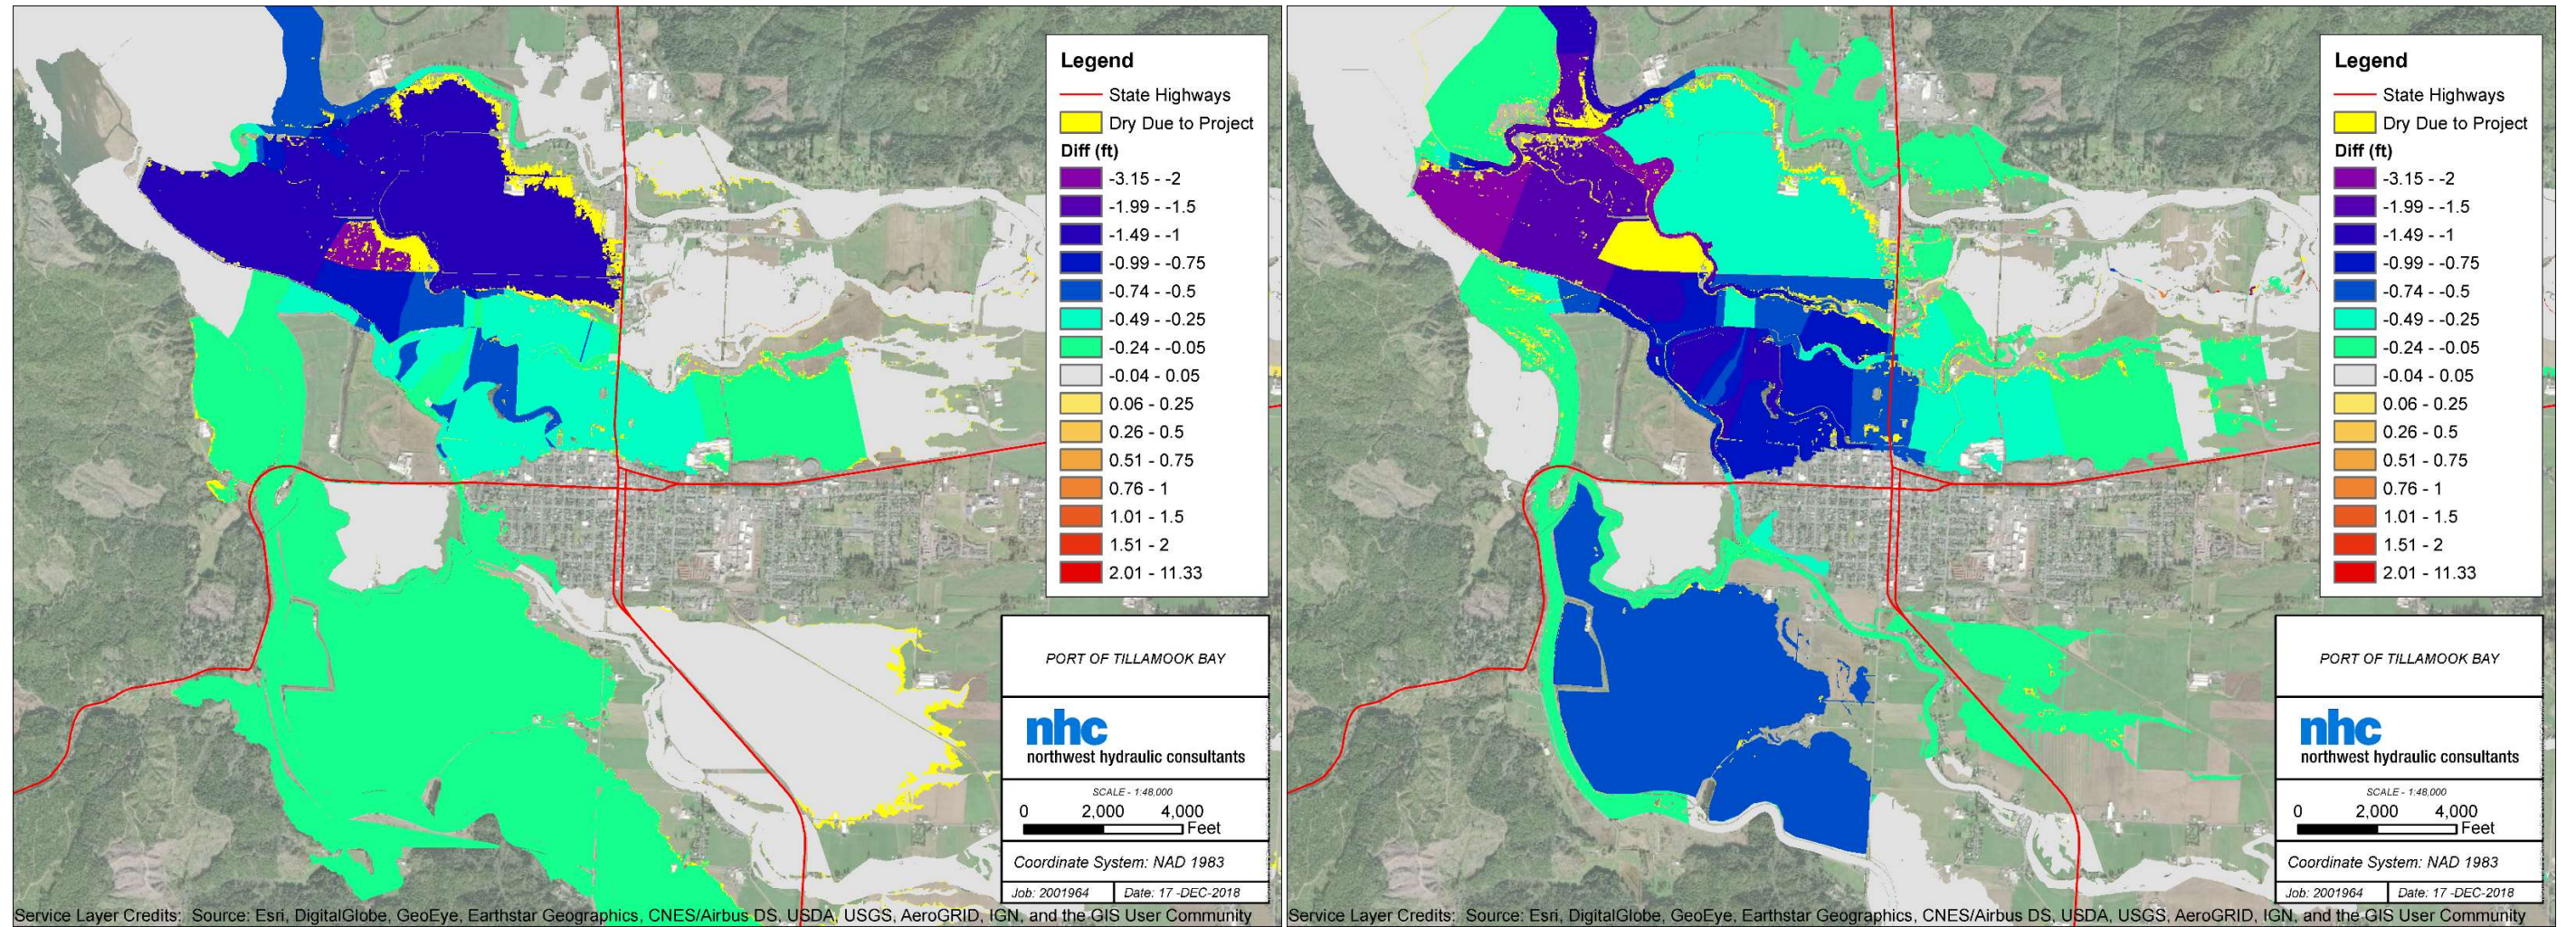 Legend
State Highways
Dry Due to Project
Diff (ft)
-3.15 - -2
-1.99 - -1.5
-1.49 - -1
-0.99 - -0.75
-0.74 - -0.5
-0.49 - -0.25
-0.24 - -0.05
-0.04 - 0.05
0.06 - 0.25
0.26 - 0.5
0.51 - 0.75
0.76 - 1
1.01 - 1.5
1.51 - 2
2.01 - 11.33
PORT OF TILLAMOOK BAY
nhc
northwest hydraulic consultants
SCALE - 1:48,000
0 2,000 4,000
Feet
Coordinate System: NAD 1983
Job: 2001964 Date: 17 -DEC-2018
Service Layer Credits: Source: Esri, DigitalGlobe, GeoEye, Earthstar Geographics, CNES/Airbus DS, USDA, USGS, AeroGRID, IGN, and the GIS User Community
Legend
State Highways
Dry Due to Project
Diff (ft)
-3.15 - -2
-1.99 - -1.5
-1.49 - -1
-0.99 - -0.75
-0.74 - -0.5
-0.49 - -0.25
-0.24 - -0.05
-0.04 - 0.05
0.06 - 0.25
0.26 - 0.5
0.51 - 0.75
0.76 - 1
1.01 - 1.5
1.51 - 2
2.01 - 11.33
PORT OF TILLAMOOK BAY
nhc
northwest hydraulic consultants
SCALE - 1:48,000
0 2,000 4,000
Feet
Coordinate System: NAD 1983
Job: 2001964 Date: 17 -DEC-2018
Service Layer Credits: Source: Esri, DigitalGlobe, GeoEye, Earthstar Geographics, CNES/Airbus DS, USDA, USGS, AeroGRID, IGN, and the GIS User Community